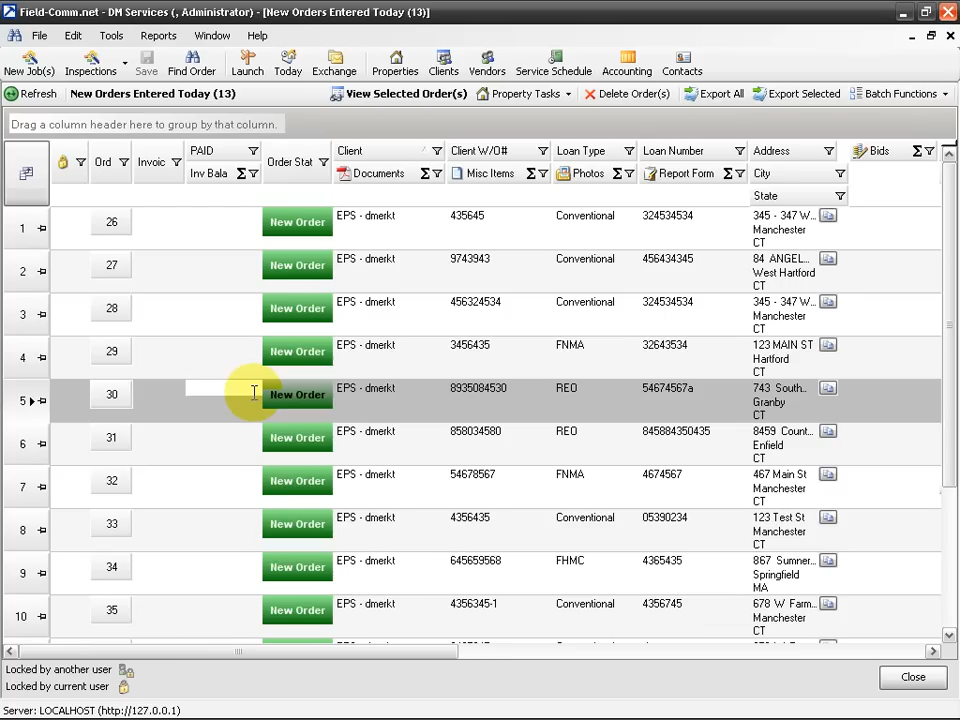 Field-Comm.net - DM Services (, Administrator) - [New Orders Entered Today (13)]
File Edit Tools Reports Window Help
New Job(s) Inspections Save Find Order Launch Today Exchange Properties Clients Vendors Service Schedule Accounting Contacts
Refresh New Orders Entered Today (13) View Selected Order(s) Property Tasks Delete Order(s) Export All Export Selected Batch Functions
Drag a column header here to group by that column.
Ord Invoic PAID Order Stat Client Client W/O# Loan Type Loan Number Address Bids
Inv Bala Documents Misc Items Photos Report Form City
State
1 26 New Order EPS - dmerkt 435645 Conventional 324534534 345 - 347 W...
Manchester
CT
2 27 New Order EPS - dmerkt 9743943 Conventional 456434345 84 ANGEL...
West Hartford
CT
3 28 New Order EPS - dmerkt 456324534 Conventional 324534534 345 - 347 W...
Manchester
CT
4 29 New Order EPS - dmerkt 3456435 FNMA 32643534 123 MAIN ST
Hartford
CT
5 30 New Order EPS - dmerkt 8935084530 REO 54674567a 743 South...
Granby
CT
6 31 New Order EPS - dmerkt 858034580 REO 845884350435 8459 Count...
Enfield
CT
7 32 New Order EPS - dmerkt 54678567 FNMA 4674567 467 Main St
Manchester
CT
8 33 New Order EPS - dmerkt 4356435 Conventional 05390234 123 Test St
Manchester
CT
9 34 New Order EPS - dmerkt 645659568 FHMC 4365435 867 Sumner...
Springfield
MA
10 35 New Order EPS - dmerkt 4356345-1 Conventional 4356745 678 W Farm...
Manchester
CT
Locked by another user
Locked by current user
Close
Server: LOCALHOST (http://127.0.0.1)